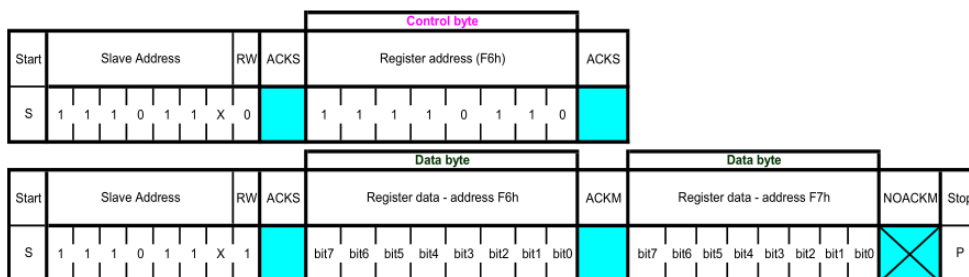 Control byte
Start Slave Address RW ACKS Register address (F6h) ACKS
S 1 1 1 0 1 1 X 0 1 1 1 1 0 1 1 0
Data byte Data byte
Start Slave Address RW ACKS Register data - address F6h ACKM Register data - address F7h NOACKM Stop
S 1 1 1 0 1 1 X 1 bit7 bit6 bit5 bit4 bit3 bit2 bit1 bit0 bit7 bit6 bit5 bit4 bit3 bit2 bit1 bit0 P